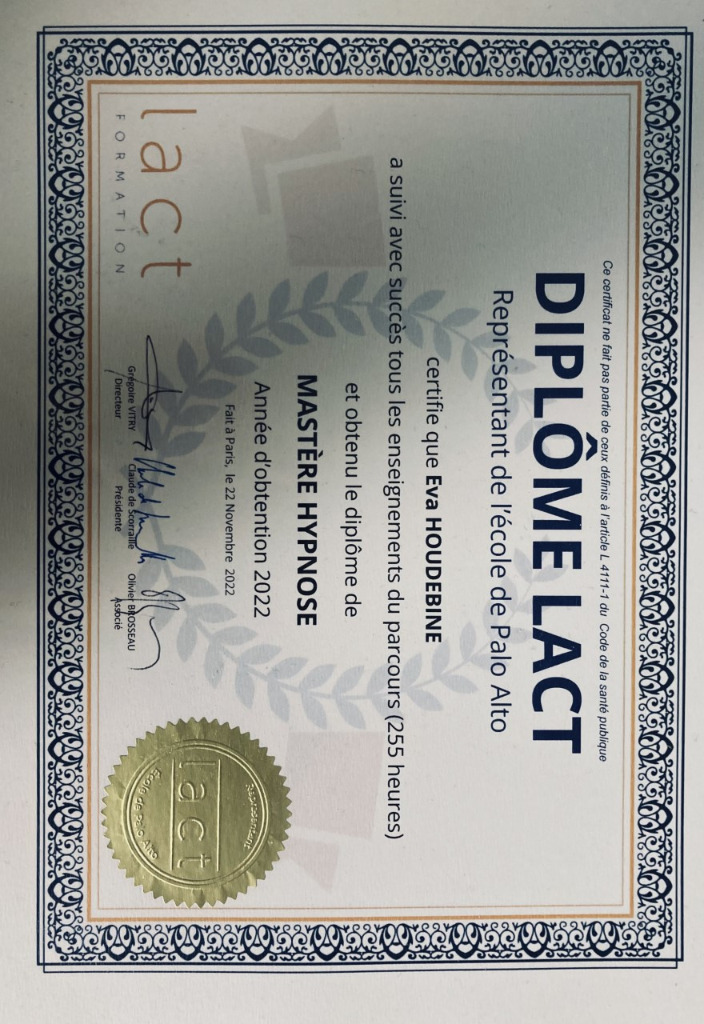 Ce certificat ne fait pas partie de ceux définis à l'article L. 4111-1 du Code de la santé publique
DIPLÔME LACT
Représentant de l'école de Palo Alto
certifie que Eva HOUDEBINE
a suivi avec succès tous les enseignements du parcours (255 heures)
et obtenu le diplôme de
MASTÈRE HYPNOSE
Année d'obtention 2022
Fait à Paris, le 22 Novembre 2022
lact
FORMATION
Grégoire VITRY
Directeur
Claude de Scorraille
Présidente
Olivier BROSSEAU
Associé
Représentant
lact
École de Palo Alto